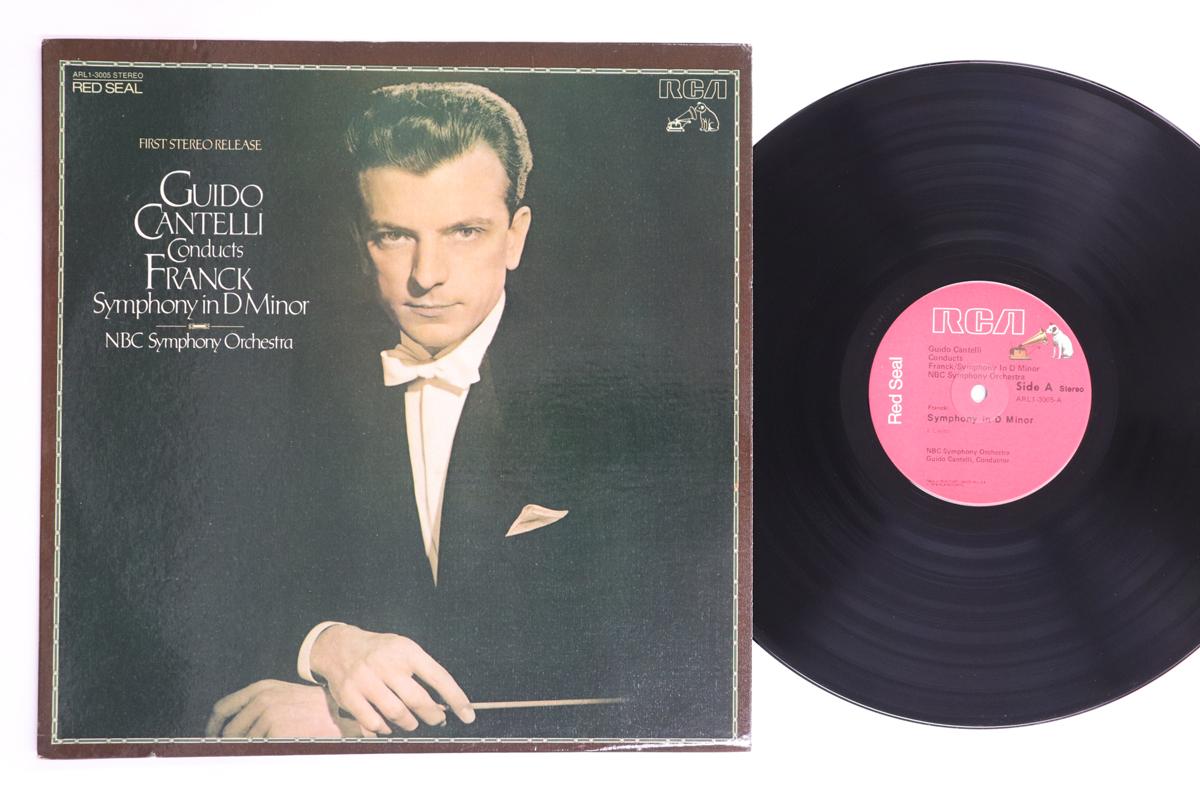 ARL1-3005 STEREO
RED SEAL
RCA
FIRST STEREO RELEASE
GUIDO
CANTELLI
Conducts
FRANCK
Symphony in D Minor
NBC Symphony Orchestra
RCA
Red Seal
Guido Cantelli
Conducts
Franck/Symphony In D Minor
NBC Symphony Orchestra
Side A Stereo
ARL1-3005-A
Franck:
Symphony in D Minor
NBC Symphony Orchestra
Guido Cantelli, Conductor